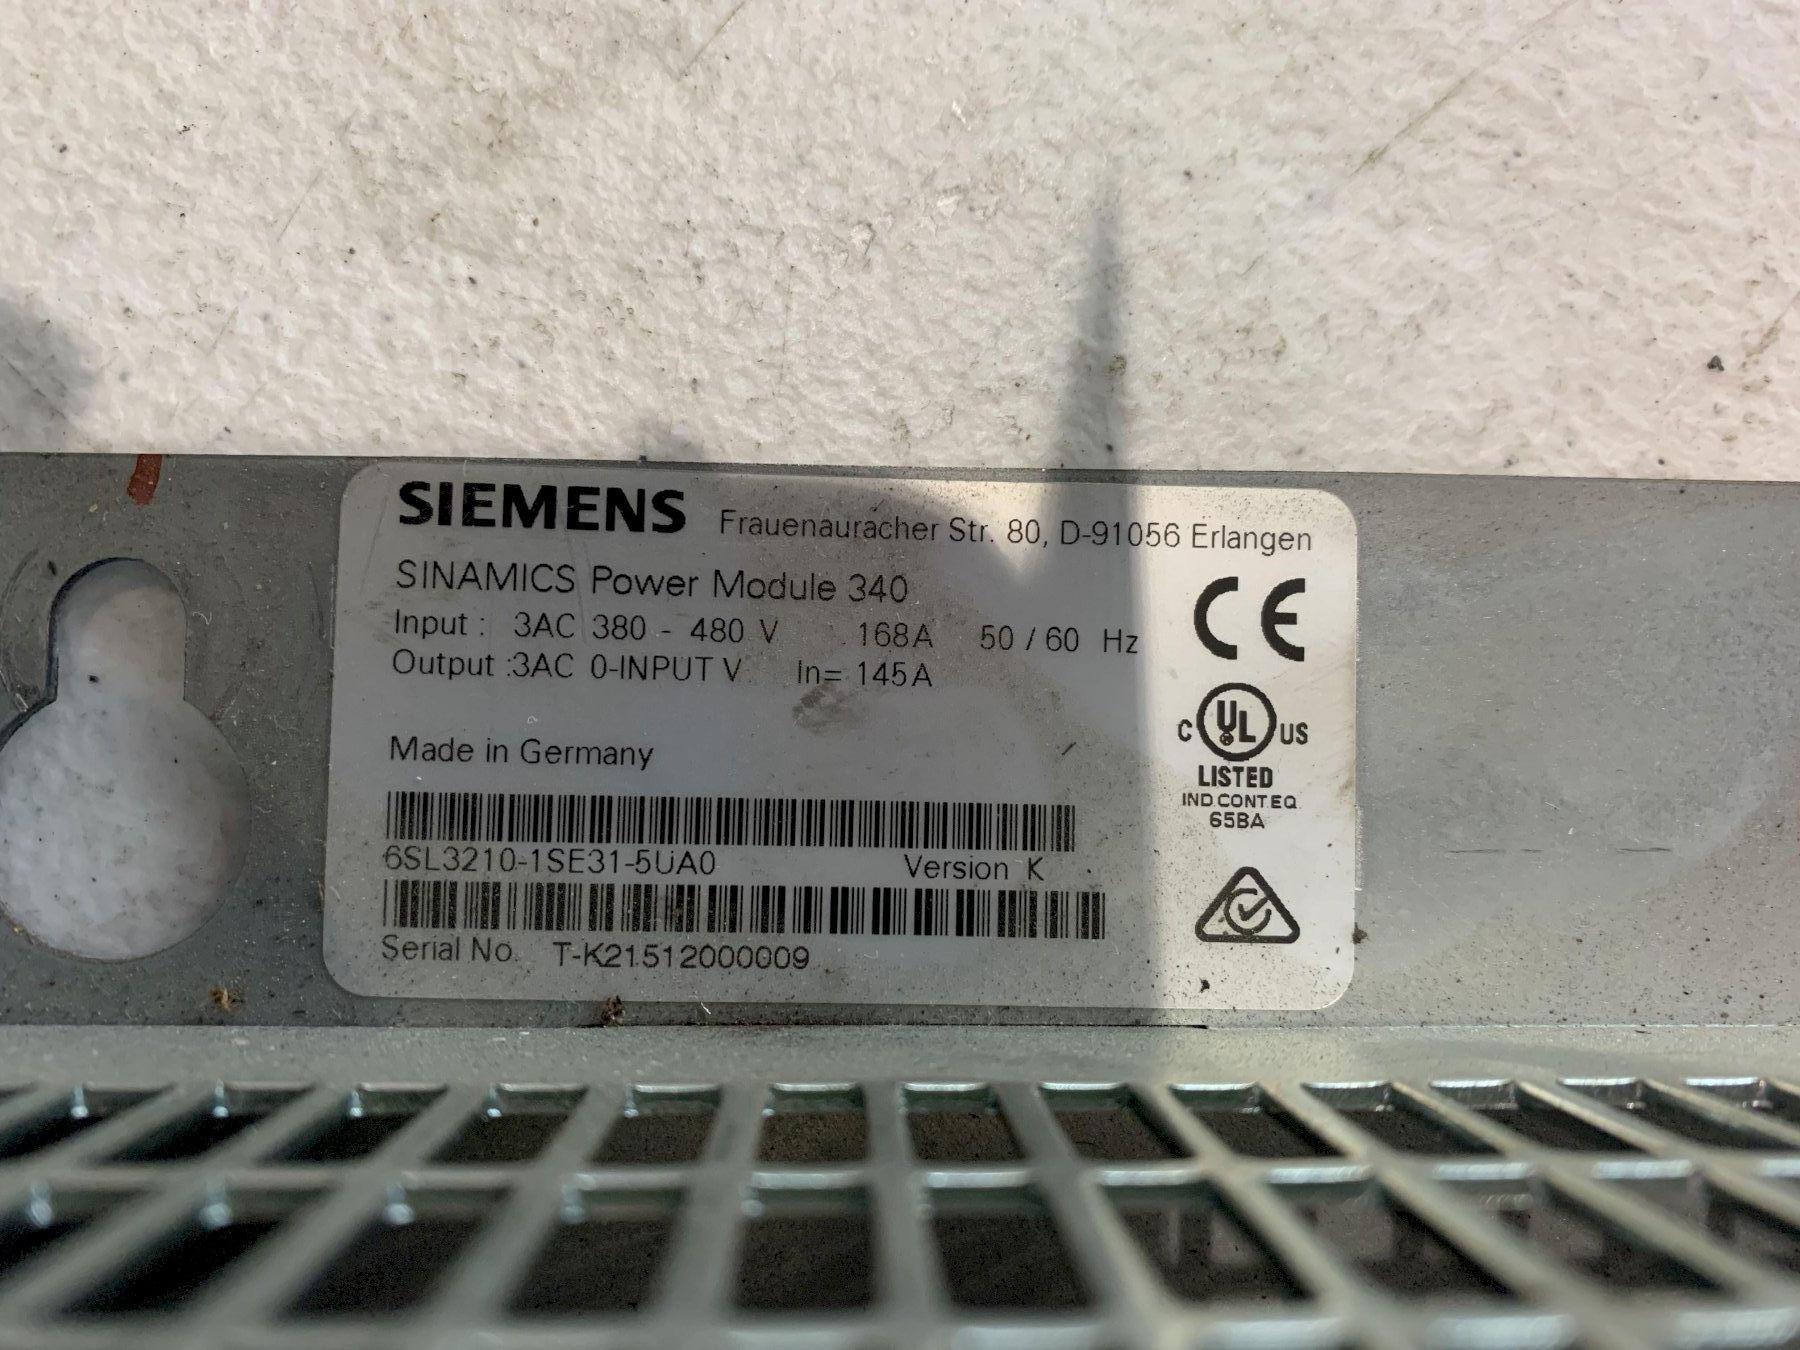 SIEMENS Frauenauracher Str. 80, D-91056 Erlangen
SINAMICS Power Module 340
Input : 3AC 380 - 480 V 168A 50 / 60 Hz
Output :3AC 0-INPUT V In= 145A
CE
Made in Germany
C UL US
LISTED
IND.CONT.EQ.
65BA
6SL3210-1SE31-5UA0 Version K
Serial No. T-K21512000009